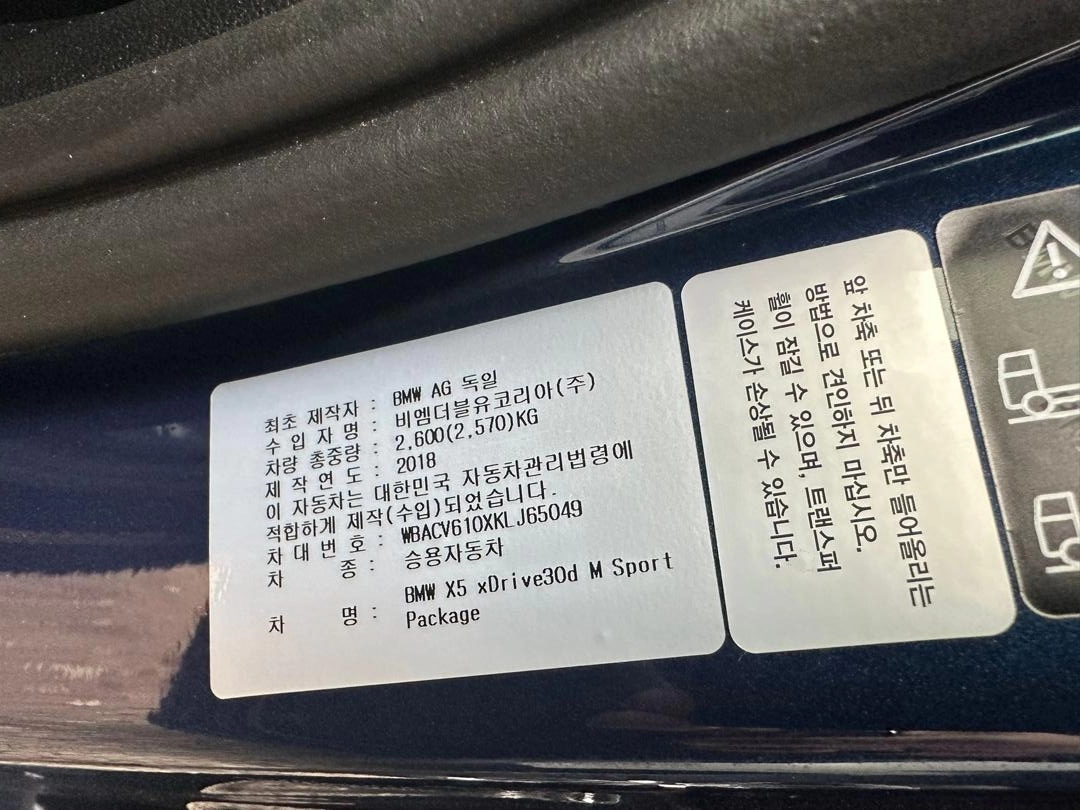 최초 제작자 : BMW AG 독일
수 입 자 명 : 비엠더블유코리아(주)
차량 총중량 : 2,600(2,570)KG
제 작 연 도 : 2018
이 자동차는 대한민국 자동차관리법령에
적합하게 제작(수입)되었습니다.
차 대 번 호 : WBACV610XKLJ65049
차 종 : 승용자동차
차 명 : BMW X5 xDrive30d M Sport
Package
앞 차축 또는 뒤 차축만 들어올리는
방법으로 견인하지 마십시오.
휠이 잠길 수 있으며, 트랜스퍼
케이스가 손상될 수 있습니다.